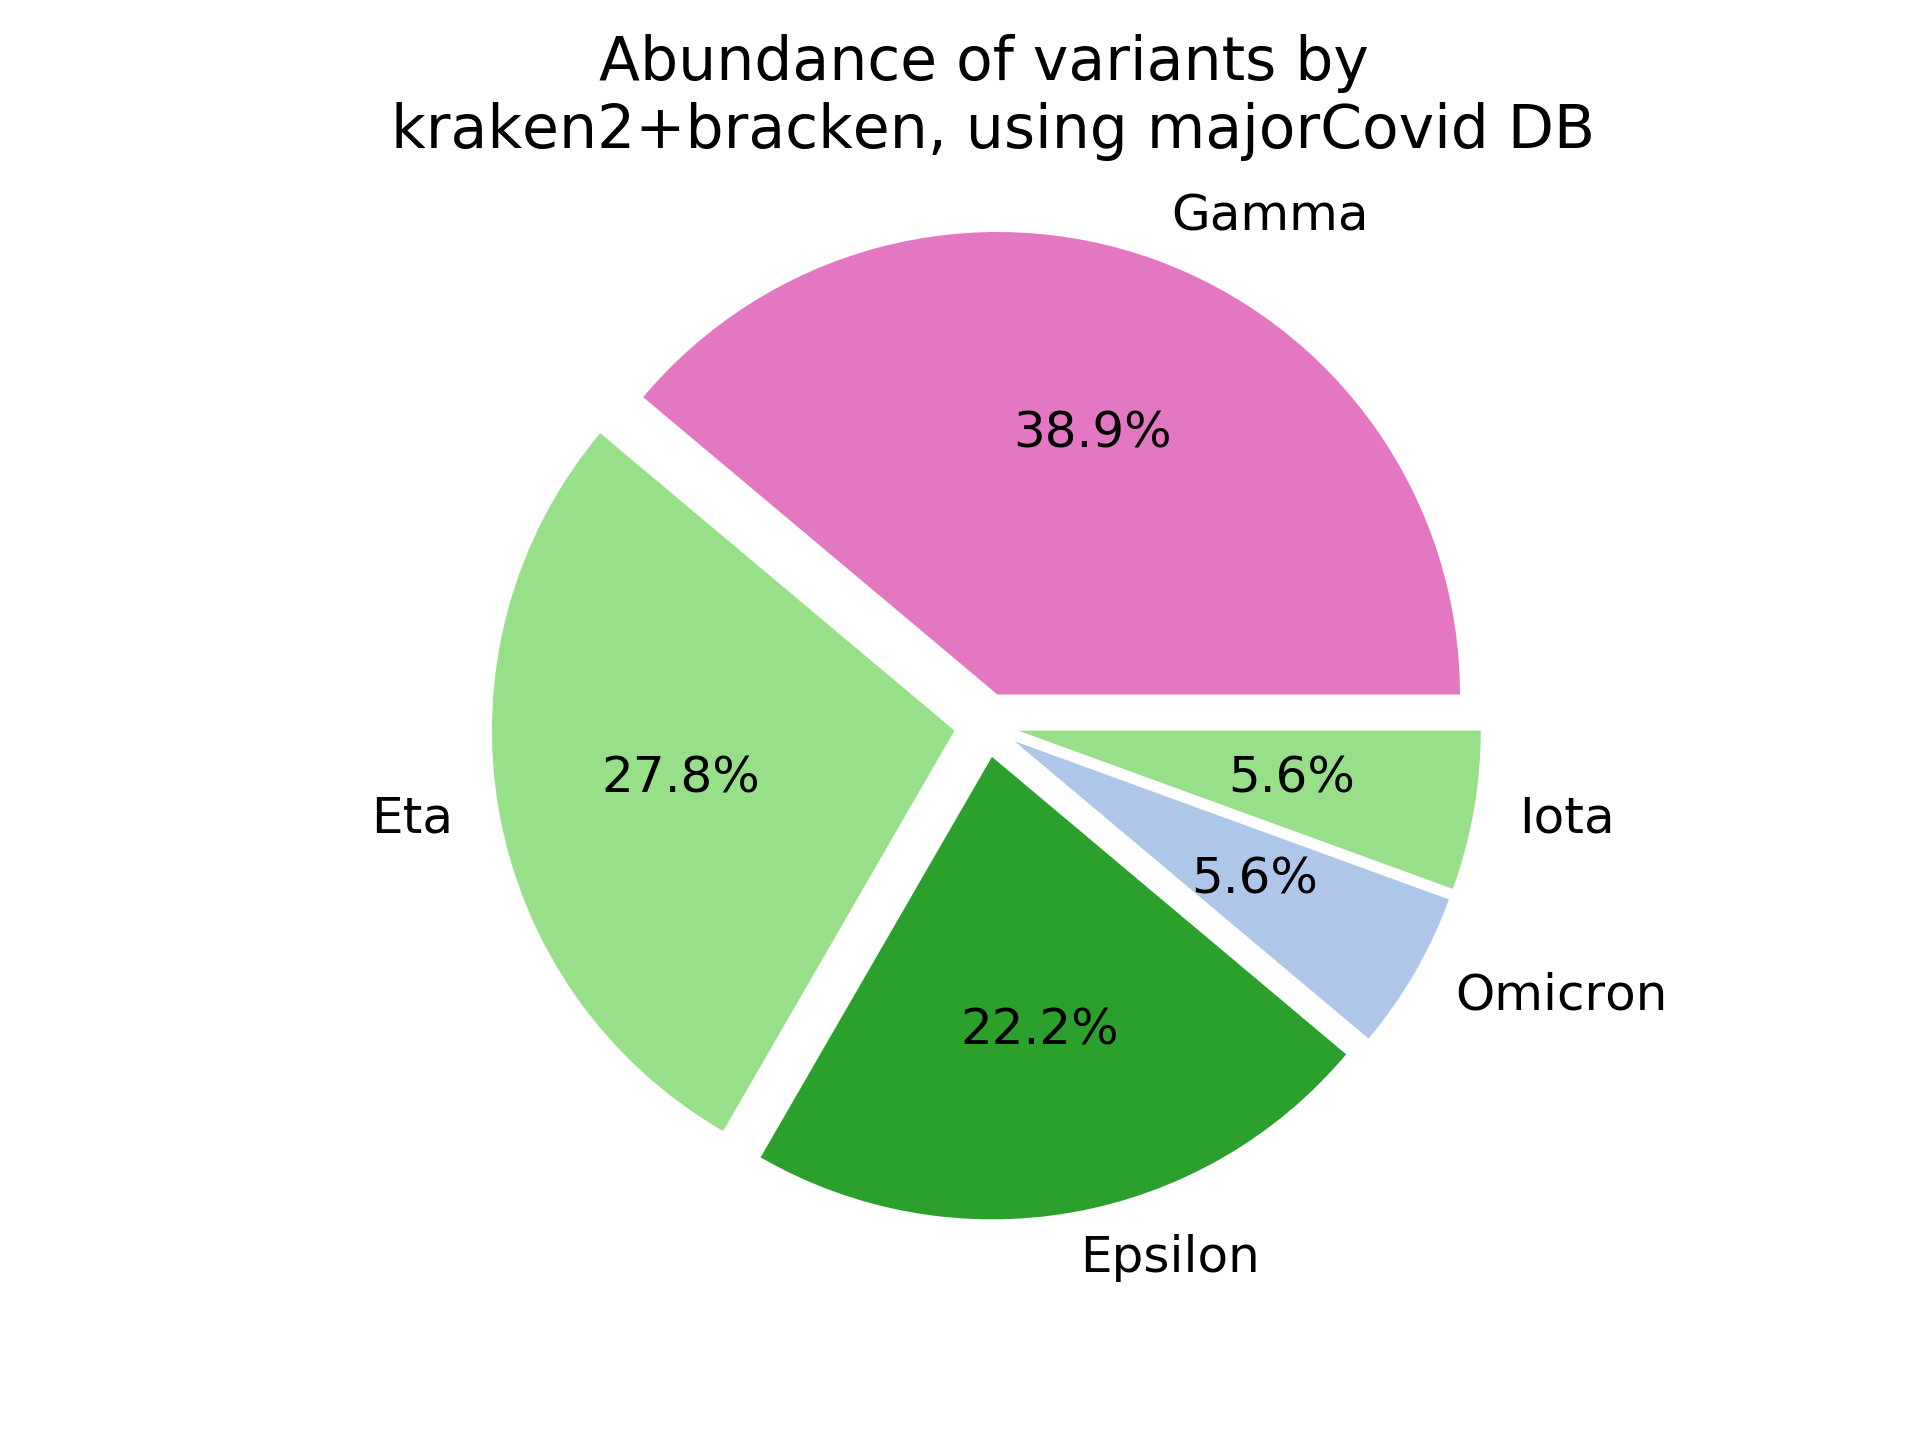 Abundance of variants by
kraken2+bracken, using majorCovid DB
Gamma
38.9%
27.8%
Eta
5.6%
Iota
5.6%
Omicron
22.2%
Epsilon